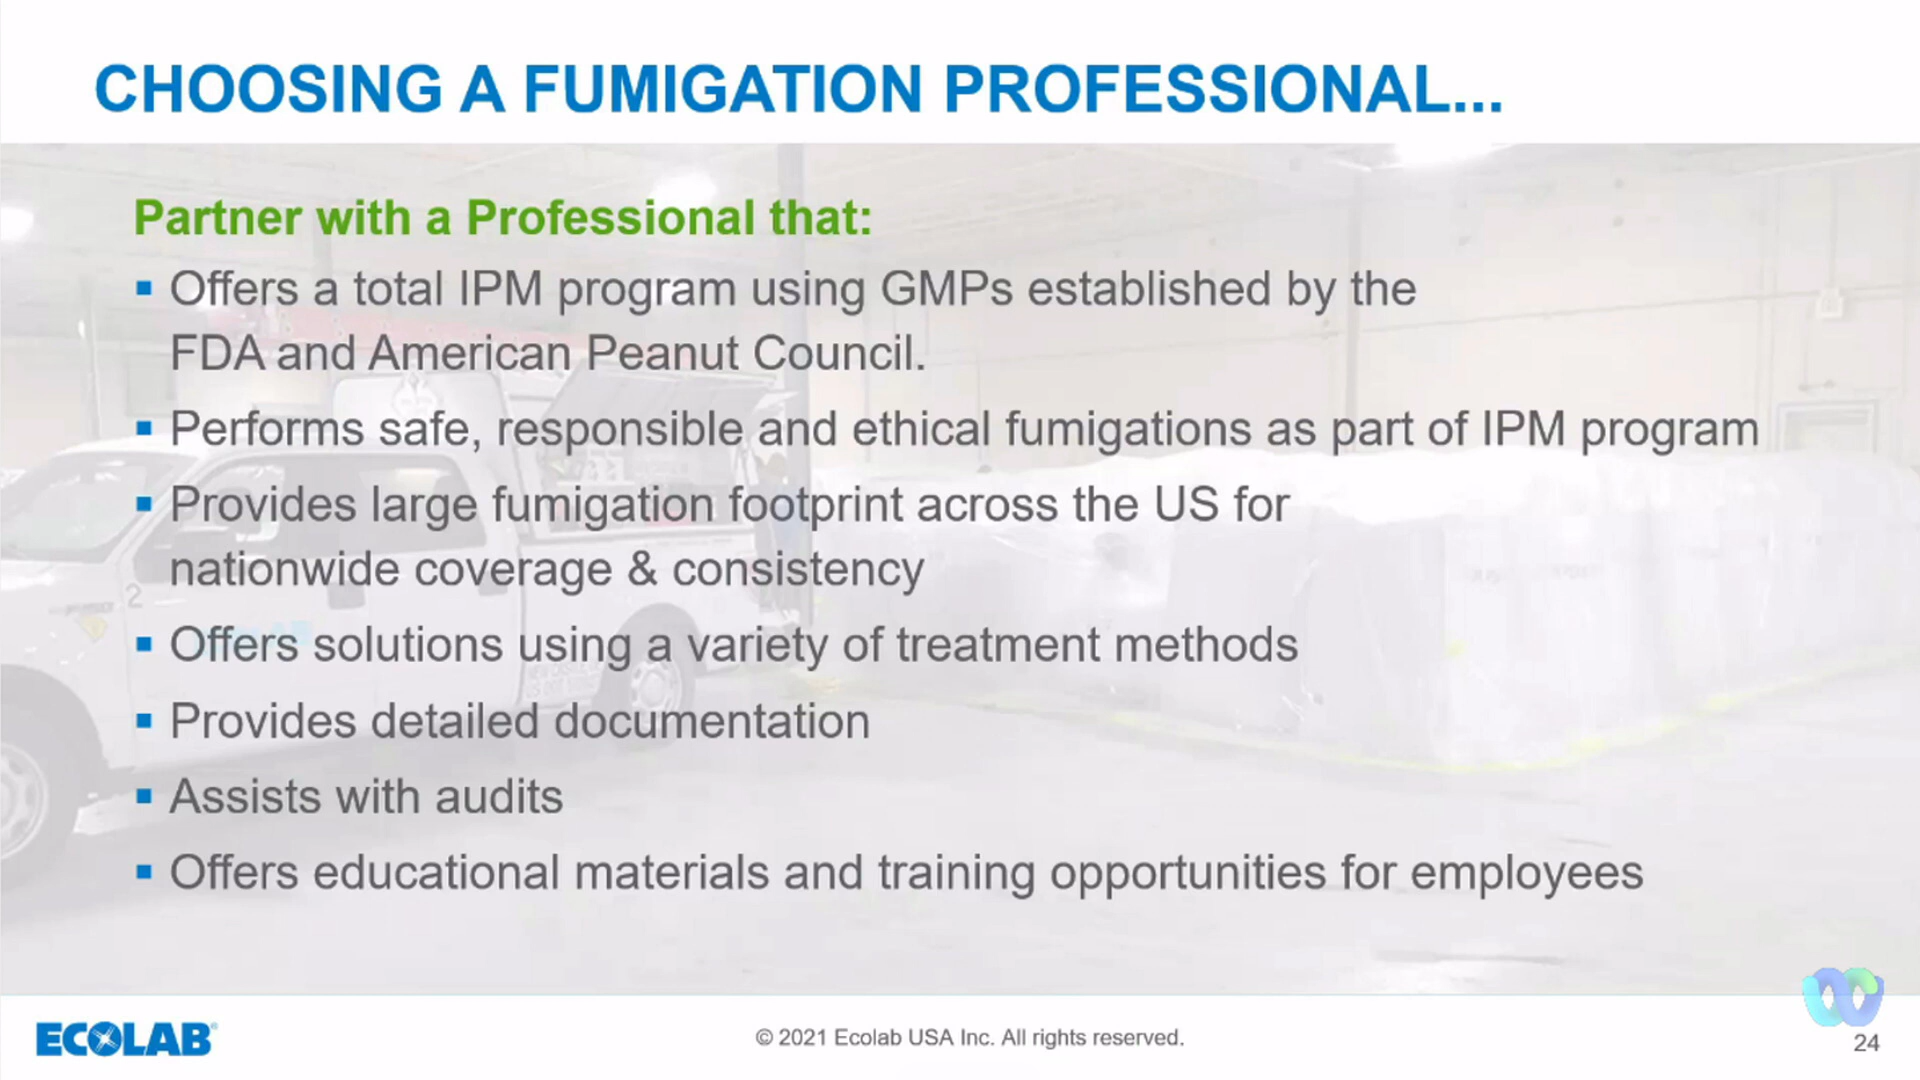 CHOOSING A FUMIGATION PROFESSIONAL...
Partner with a Professional that:
▪ Offers a total IPM program using GMPs established by the
FDA and American Peanut Council.
▪ Performs safe, responsible and ethical fumigations as part of IPM program
▪ Provides large fumigation footprint across the US for
nationwide coverage & consistency
▪ Offers solutions using a variety of treatment methods
▪ Provides detailed documentation
▪ Assists with audits
▪ Offers educational materials and training opportunities for employees
ECOLAB®
© 2021 Ecolab USA Inc. All rights reserved.
24